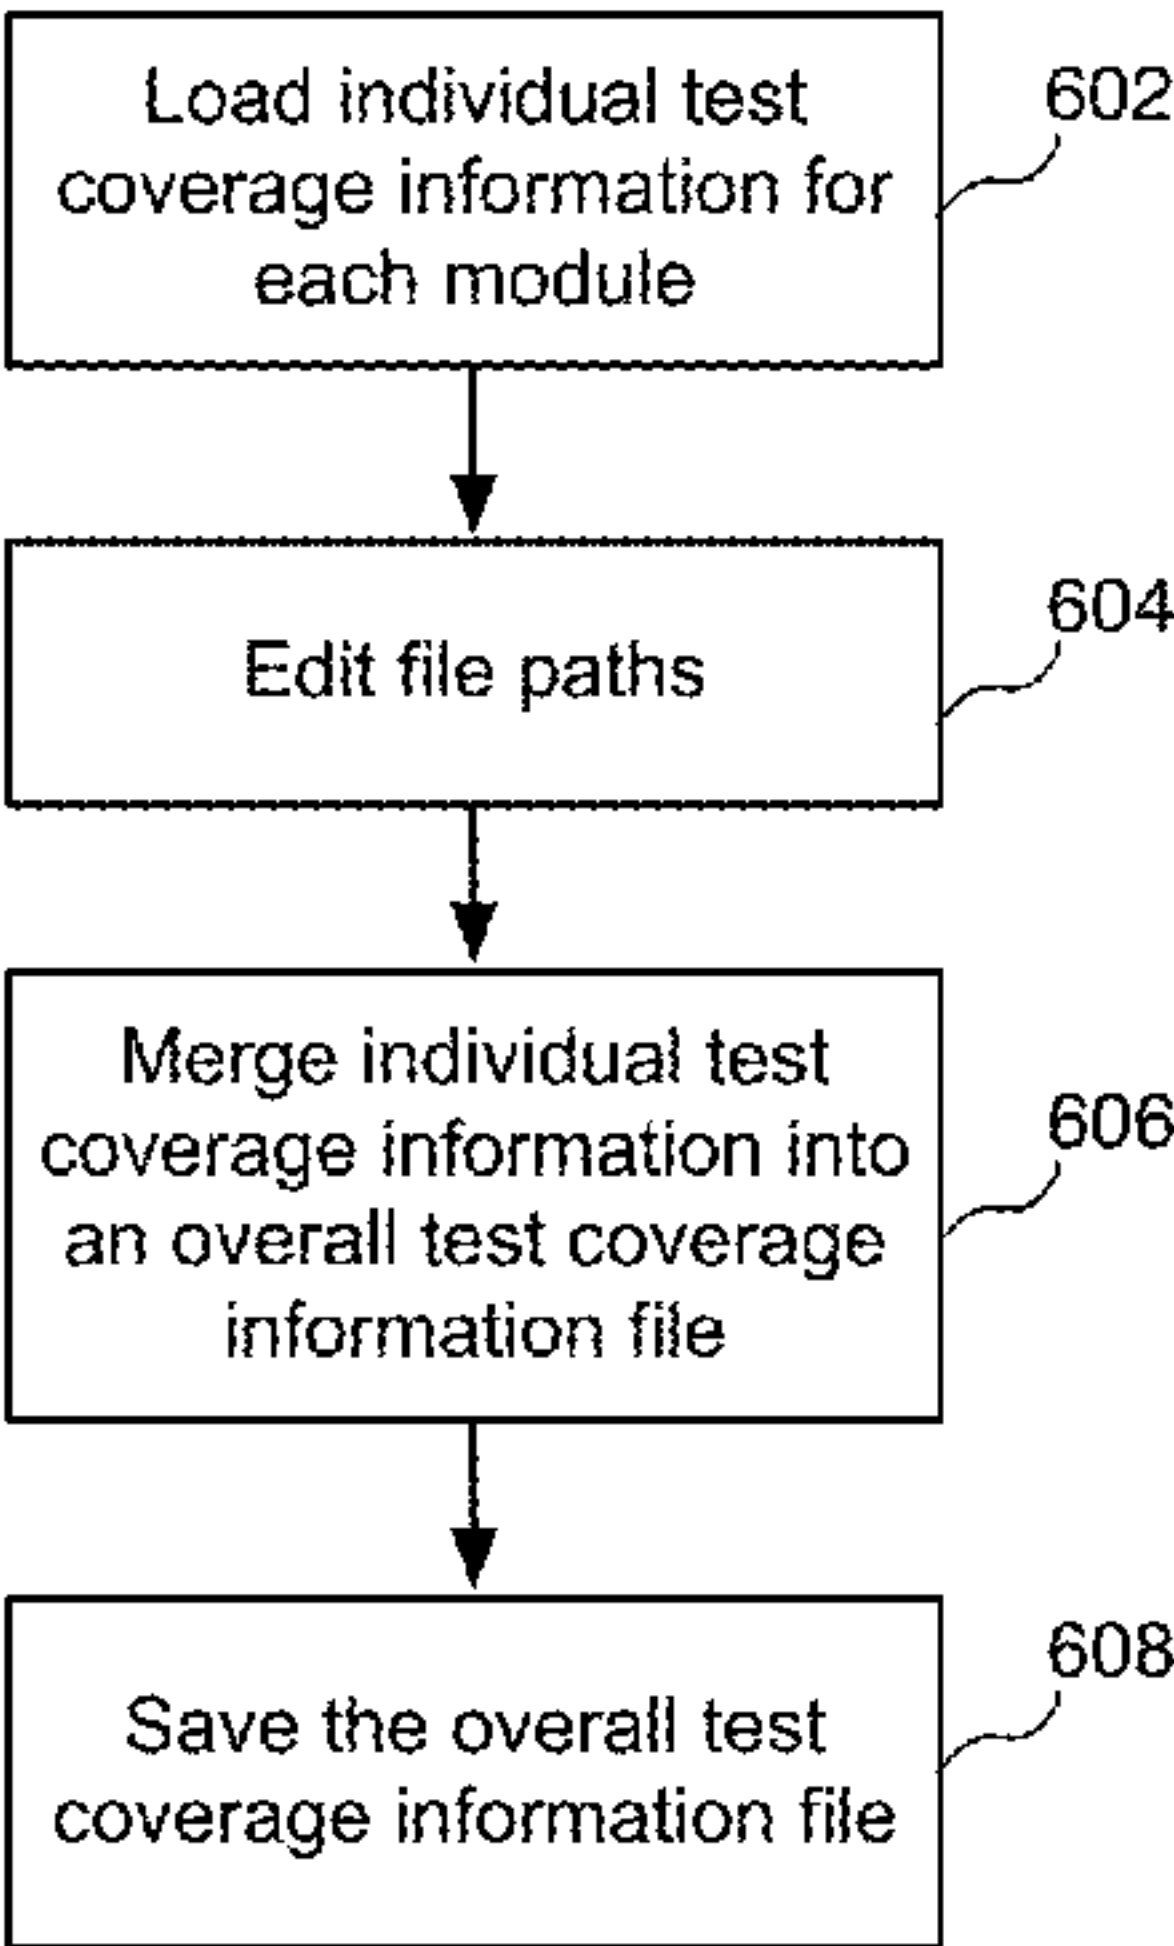 Load individual test
coverage information for
each module
602
Edit file paths
604
Merge individual test
coverage information into
an overall test coverage
information file
606
Save the overall test
coverage information file
608